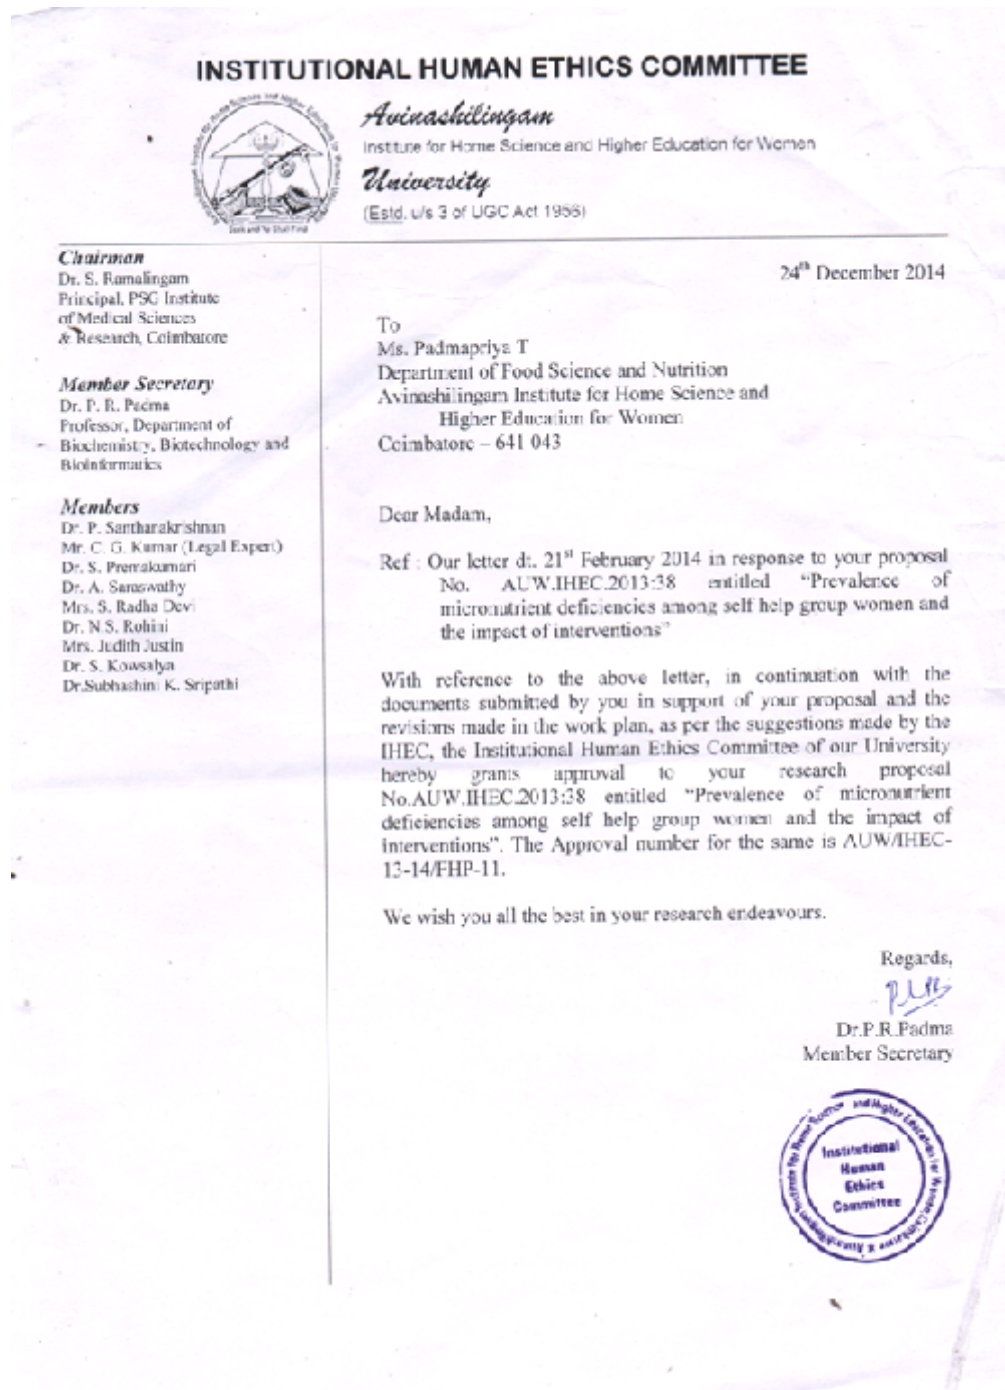 INSTITUTIONAL HUMAN ETHICS COMMITTEE
Avinashilingam
Institute for Home Science and Higher Education for Women
University
(Estd. u/s 3 of UGC Act 1956)
Chairman
Dr. S. Ramalingam
Principal, PSG Institute
of Medical Sciences
& Research, Coimbatore
Member Secretary
Dr. P. R. Padma
Professor, Department of
Biochemistry, Biotechnology and
Bioinformatics
Members
Dr. P. Santharakrishnan
Mr. C. G. Kumar (Legal Expert)
Dr. S. Premakumari
Dr. A. Saraswathy
Mrs. S. Radha Devi
Dr. N.S. Rohini
Mrs. Judith Justin
Dr. S. Kowsalya
Dr.Subhashini K. Sripathi
24th December 2014
To
Ms. Padmapriya T
Department of Food Science and Nutrition
Avinashilingam Institute for Home Science and
Higher Education for Women
Coimbatore – 641 043
Dear Madam,
Ref : Our letter dt. 21st February 2014 in response to your proposal
No. AUW.IHEC.2013:38 entitled “Prevalence of
micronutrient deficiencies among self help group women and
the impact of interventions”
With reference to the above letter, in continuation with the
documents submitted by you in support of your proposal and the
revisions made in the work plan, as per the suggestions made by the
IHEC, the Institutional Human Ethics Committee of our University
hereby grants approval to your research proposal
No.AUW.IHEC.2013:38 entitled “Prevalence of micronutrient
deficiencies among self help group women and the impact of
interventions”. The Approval number for the same is AUW/IHEC-
13-14/FHP-11.
We wish you all the best in your research endeavours.
Regards,
Dr.P.R.Padma
Member Secretary
Institutional
Human
Ethics
Committee